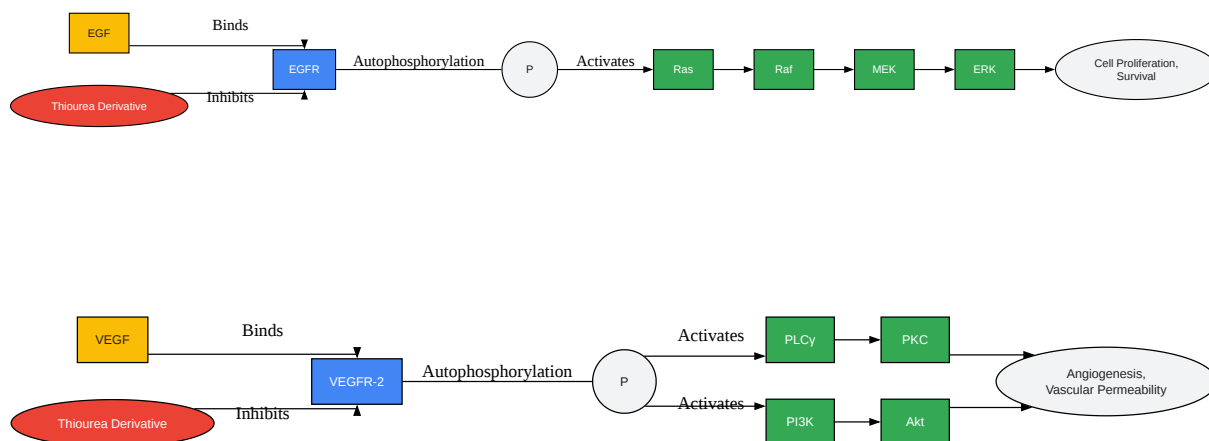 EGF
Binds
EGFR
Thiourea Derivative
Inhibits
Autophosphorylation
P
Activates
Ras
Raf
MEK
ERK
Cell Proliferation,
Survival
VEGF
Binds
VEGFR-2
Thiourea Derivative
Inhibits
Autophosphorylation
P
Activates
PLCγ
PKC
Activates
PI3K
Akt
Angiogenesis,
Vascular Permeability